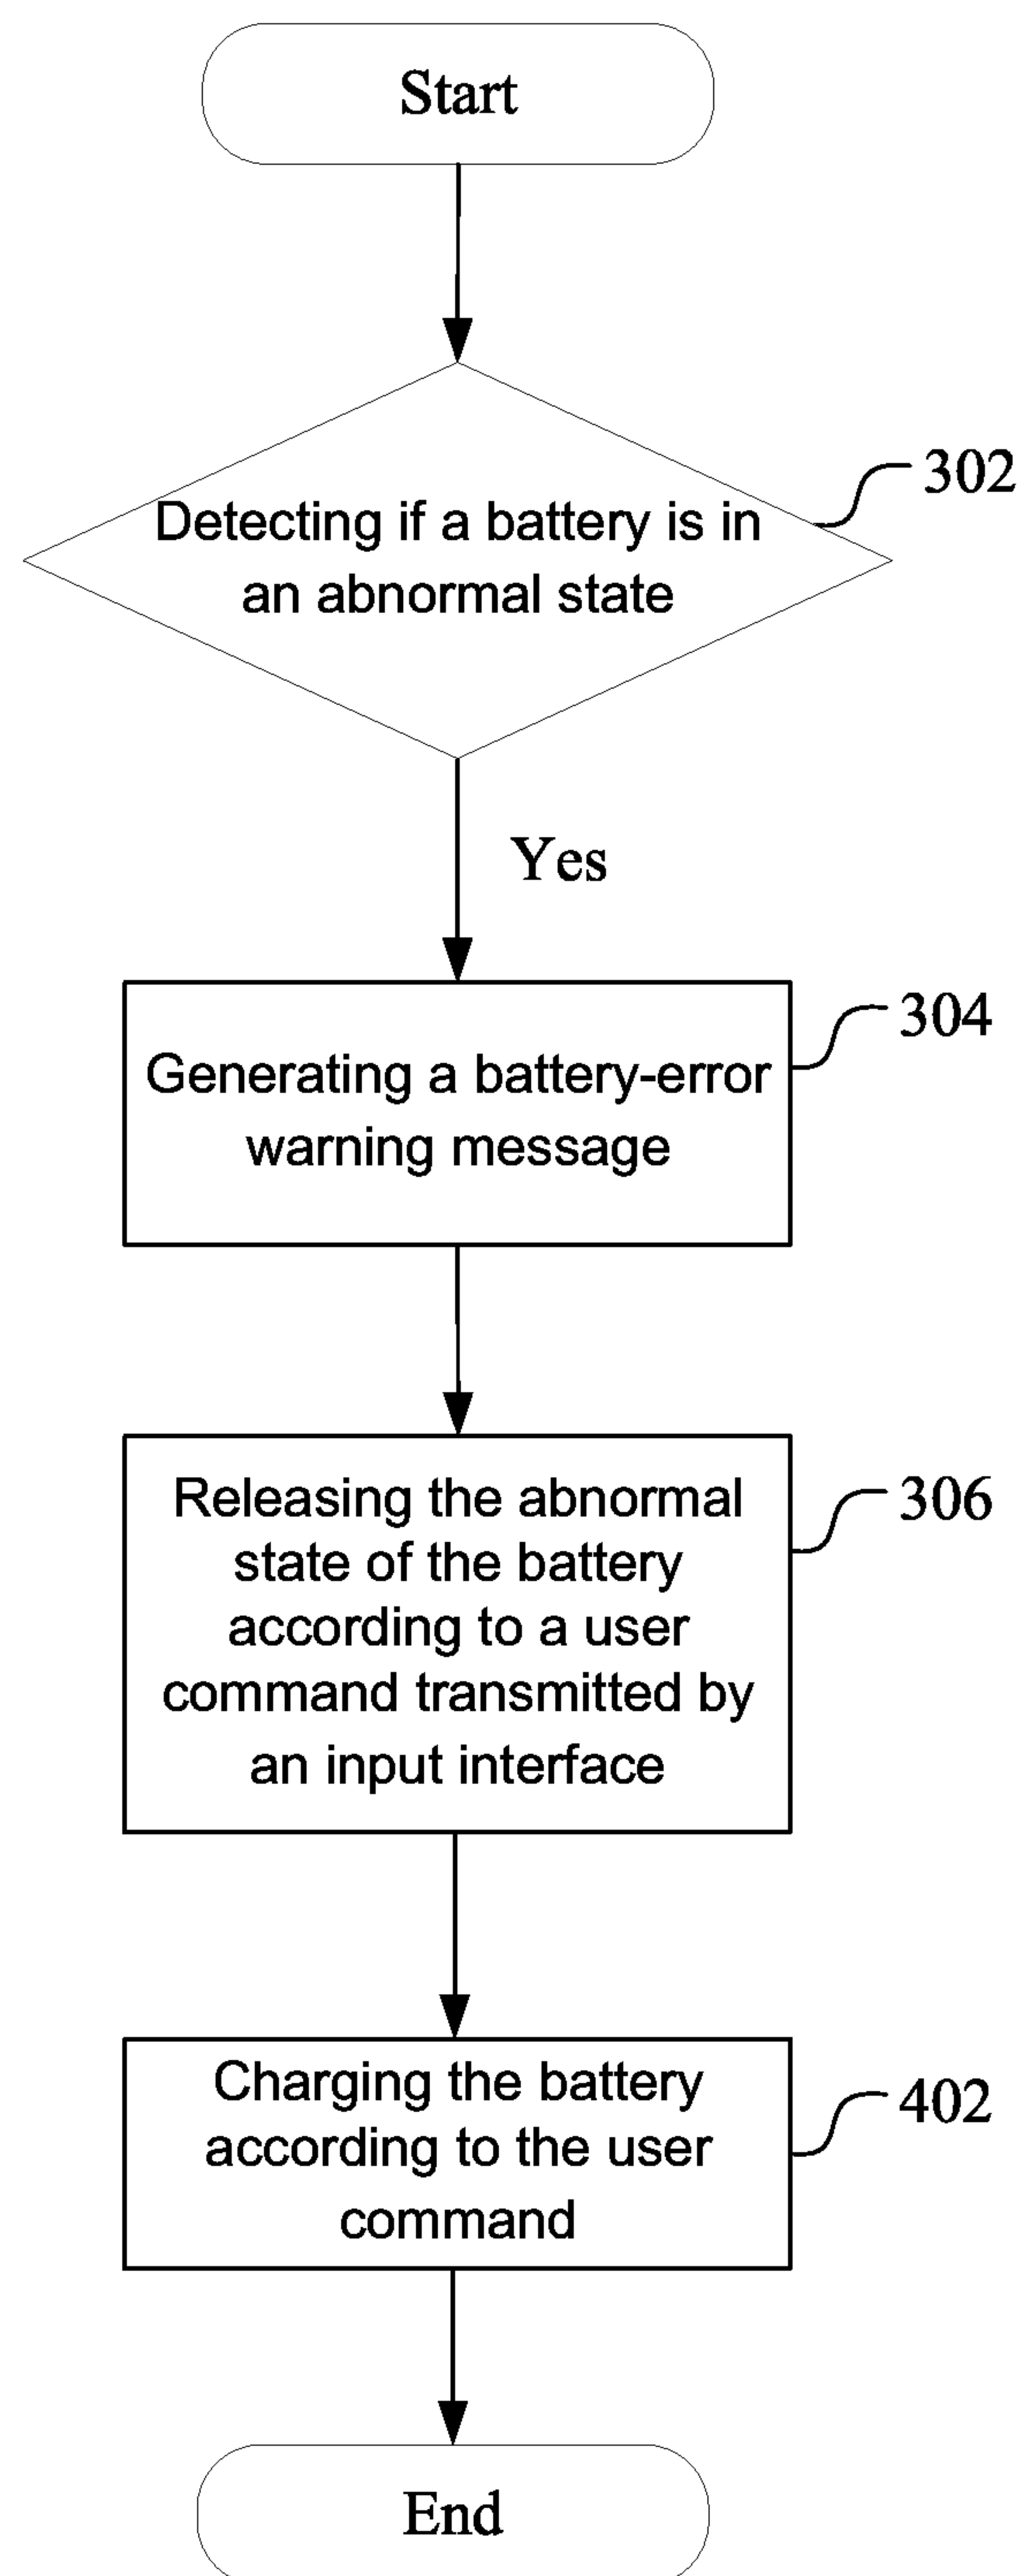 Start
302
Detecting if a battery is in
an abnormal state
Yes
304
Generating a battery-error
warning message
306
Releasing the abnormal
state of the battery
according to a user
command transmitted by
an input interface
402
Charging the battery
according to the user
command
End